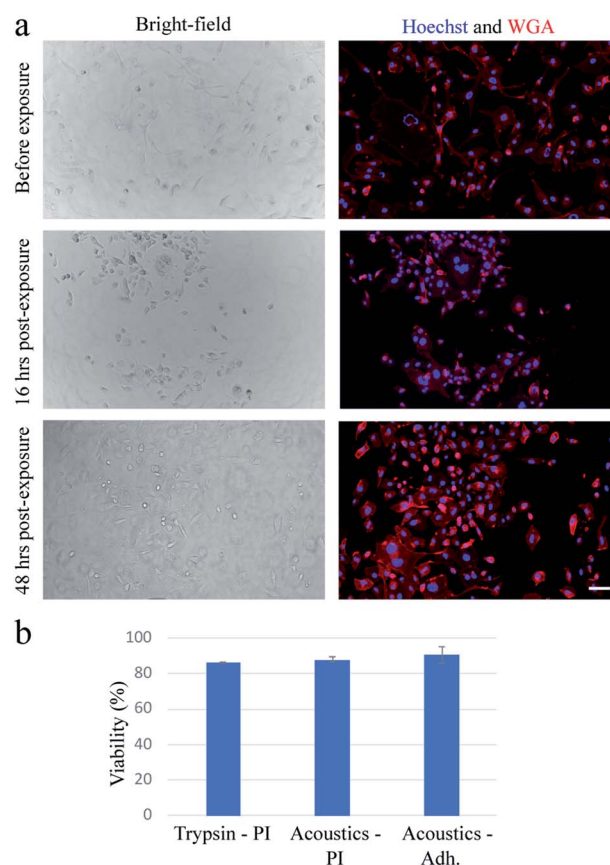 a
Bright-field
Hoechst and WGA
Before exposure
16 hrs post-exposure
48 hrs post-exposure
b
Viability (%)
100
80
60
40
20
0
Trypsin - PI
Acoustics -
PI
Acoustics -
Adh.